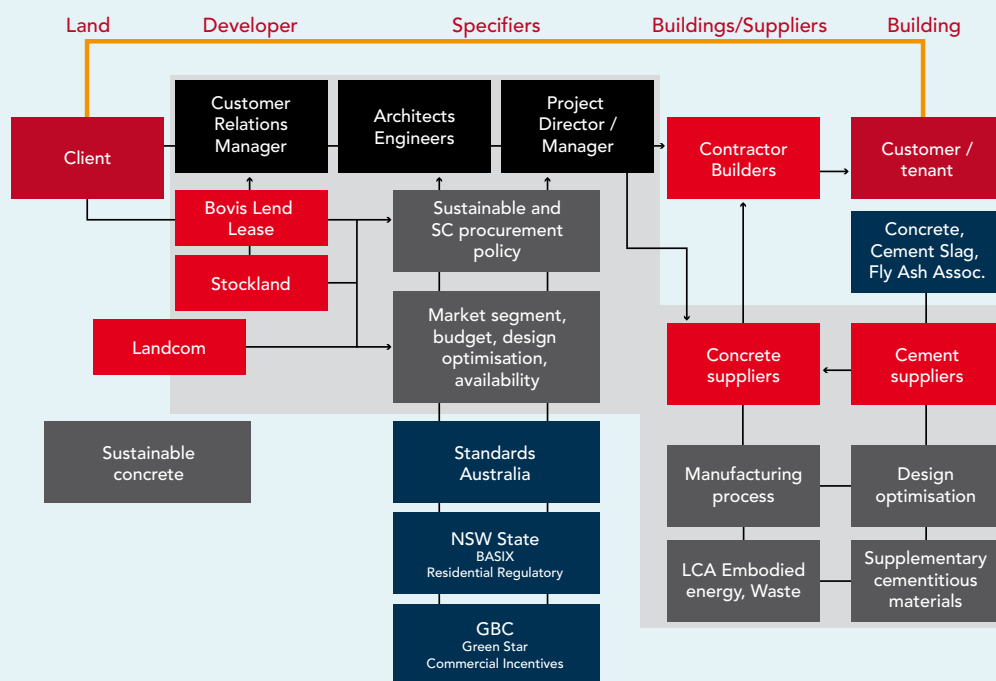 Land
Developer
Specifiers
Buildings/Suppliers
Building
Client
Customer
Relations
Manager
Architects
Engineers
Project
Director /
Manager
Contractor
Builders
Customer /
tenant
Bovis Lend
Lease
Stockland
Landcom
Sustainable and
SC procurement
policy
Market segment,
budget, design
optimisation,
availability
Concrete,
Cement Slag,
Fly Ash Assoc.
Concrete
suppliers
Cement
suppliers
Sustainable
concrete
Standards
Australia
NSW State
BASIX
Residential Regulatory
GBC
Green Star
Commercial Incentives
Manufacturing
process
Design
optimisation
LCA Embodied
energy, Waste
Supplementary
cementitious
materials